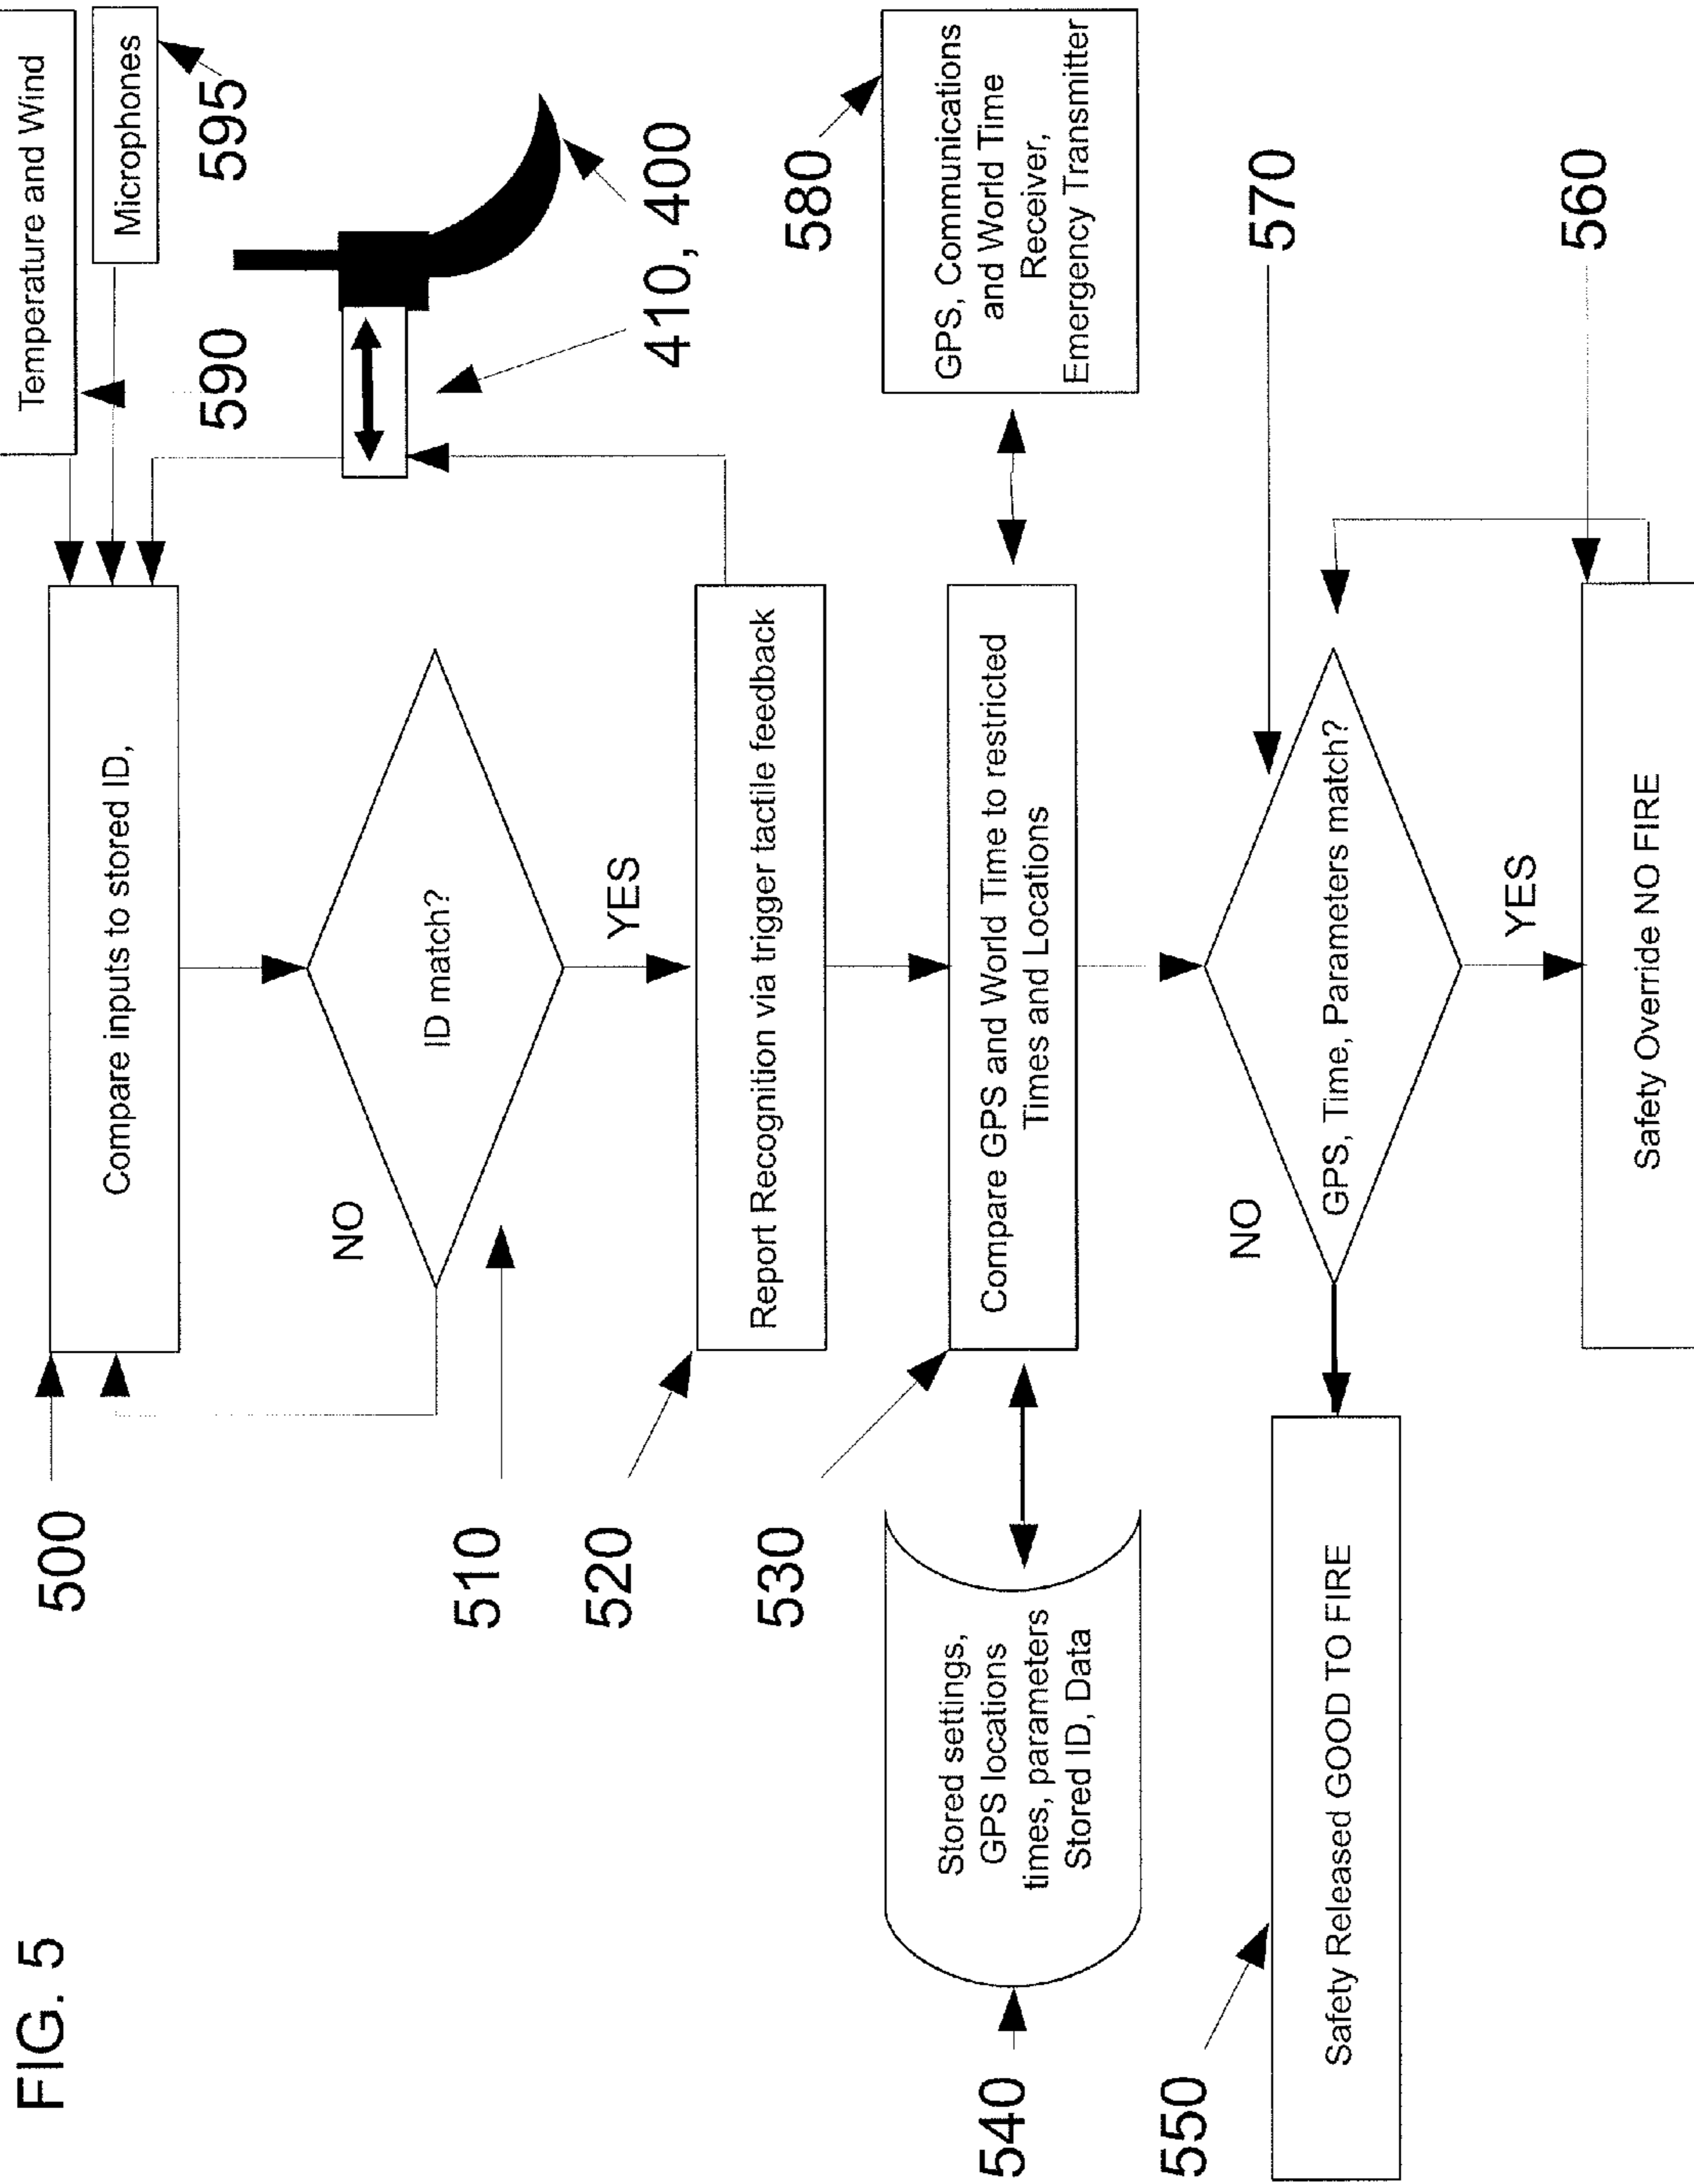 FIG. 5
500
Compare inputs to stored ID,
Temperature and Wind
Microphones
595
590
NO
ID match?
510
YES
410, 400
520
Report Recognition via trigger tactile feedback
530
Compare GPS and World Time to restricted
Times and Locations
580
GPS, Communications
and World Time
Receiver,
Emergency Transmitter
Stored settings,
GPS locations
times, parameters
Stored ID, Data
540
NO
GPS, Time, Parameters match?
570
550
Safety Released GOOD TO FIRE
YES
560
Safety Override NO FIRE